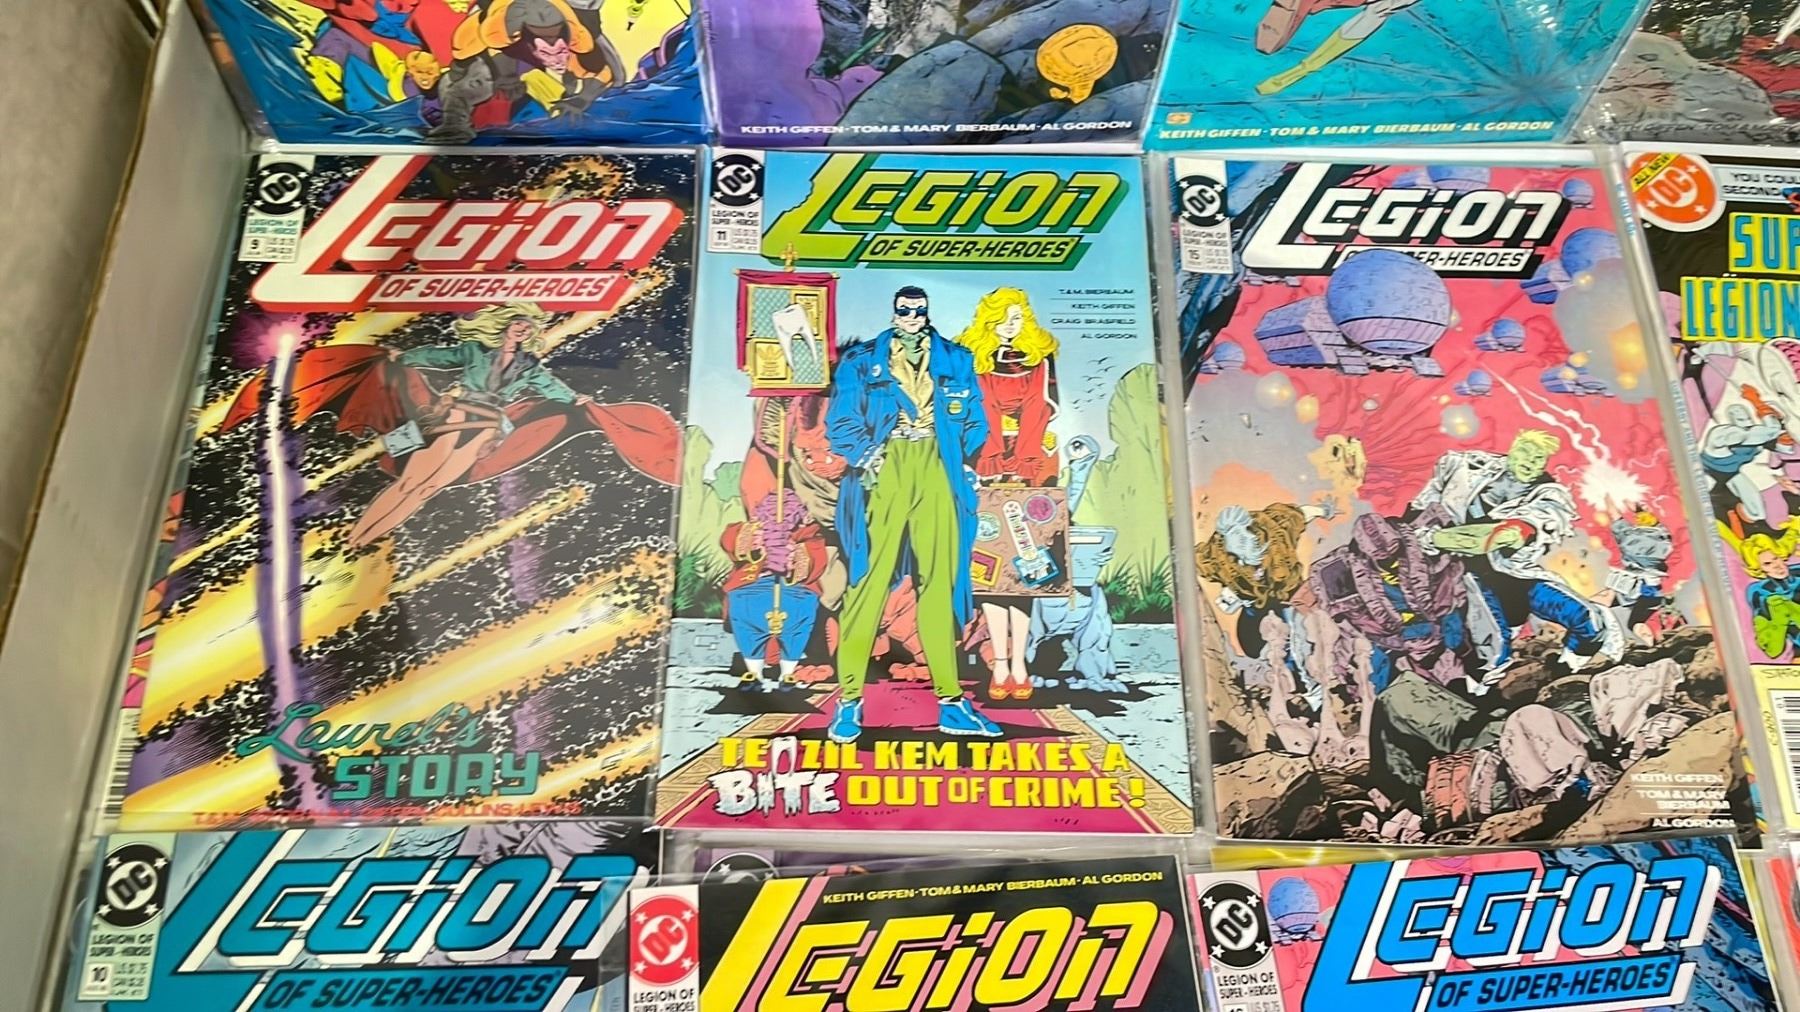 KEITH GIFFEN · TOM & MARY BIERBAUM · AL GORDON
KEITH GIFFEN · TOM & MARY BIERBAUM · AL GORDON
DC
LEGION OF
SUPER-HEROES
9
LEGION
OF SUPER-HEROES
Laurel's
STORY
DC
LEGION OF
SUPER-HEROES
11
LEGION
OF SUPER-HEROES
T.& M. BIERBAUM
KEITH GIFFEN
CRAIG BRASFIELD
AL GORDON
TENZIL KEM TAKES A
BITE OUT OF CRIME!
DC
LEGION OF
SUPER-HEROES
15
LEGION
OF SUPER-HEROES
KEITH GIFFEN
TOM & MARY
BIERBAUM
AL GORDON
DC
YOU COUL
SECOND
SUP
LEGION
DC
LEGION OF
SUPER-HEROES
10
LEGION
OF SUPER-HEROES
KEITH GIFFEN · TOM & MARY BIERBAUM · AL GORDON
DC
LEGION OF
SUPER-HEROES
LEGION
DC
LEGION OF
SUPER-HEROES
LEGION
OF SUPER-HEROES